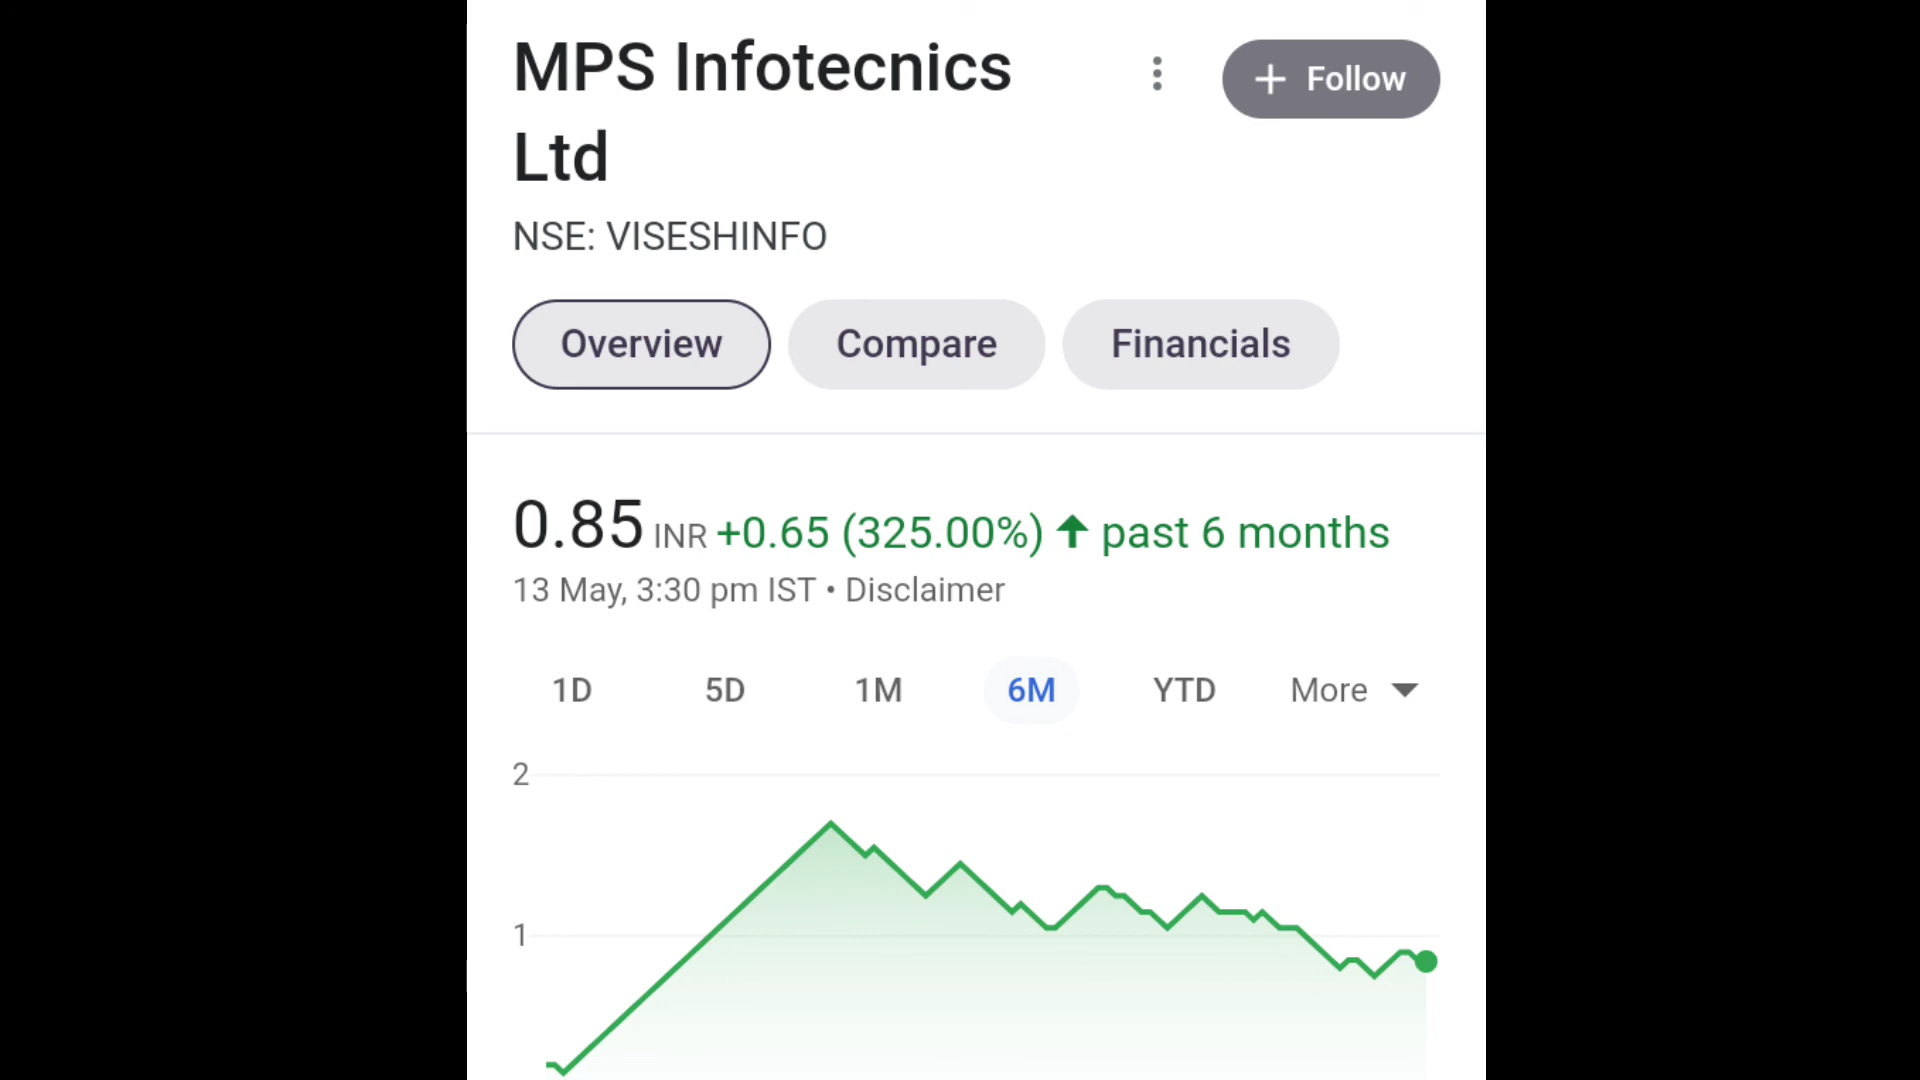 MPS Infotecnics
Ltd
+ Follow
NSE: VISESHINFO
Overview Compare Financials
0.85 INR +0.65 (325.00%) ↑ past 6 months
13 May, 3:30 pm IST • Disclaimer
1D 5D 1M 6M YTD More
2
1